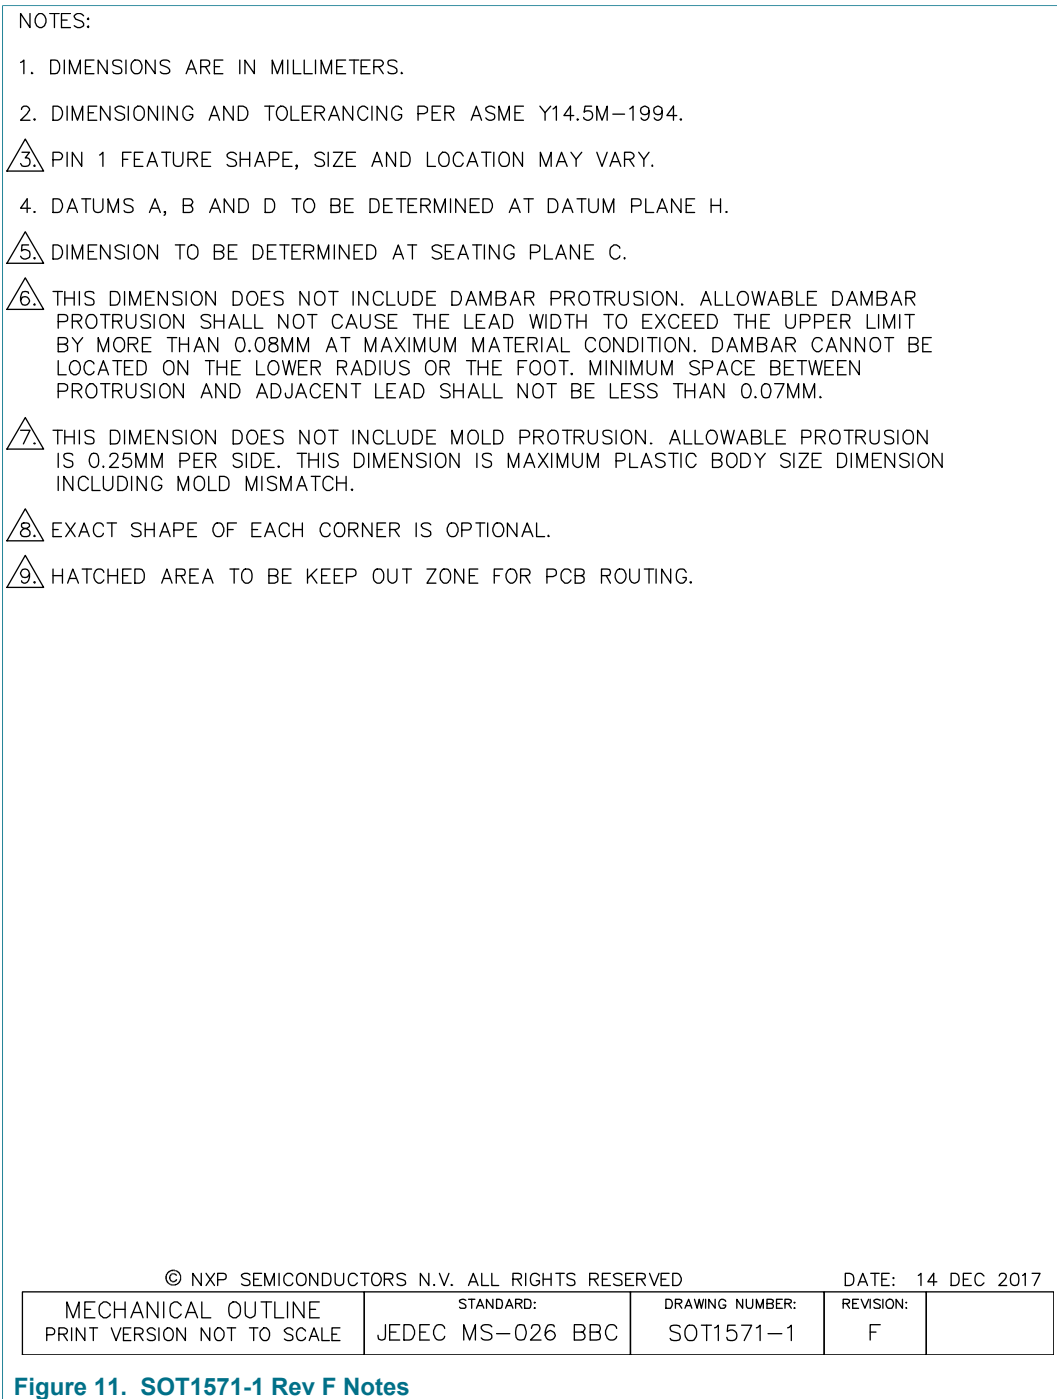 NOTES:
1. DIMENSIONS ARE IN MILLIMETERS.
2. DIMENSIONING AND TOLERANCING PER ASME Y14.5M–1994.
3. PIN 1 FEATURE SHAPE, SIZE AND LOCATION MAY VARY.
4. DATUMS A, B AND D TO BE DETERMINED AT DATUM PLANE H.
5. DIMENSION TO BE DETERMINED AT SEATING PLANE C.
6. THIS DIMENSION DOES NOT INCLUDE DAMBAR PROTRUSION. ALLOWABLE DAMBAR
PROTRUSION SHALL NOT CAUSE THE LEAD WIDTH TO EXCEED THE UPPER LIMIT
BY MORE THAN 0.08MM AT MAXIMUM MATERIAL CONDITION. DAMBAR CANNOT BE
LOCATED ON THE LOWER RADIUS OR THE FOOT. MINIMUM SPACE BETWEEN
PROTRUSION AND ADJACENT LEAD SHALL NOT BE LESS THAN 0.07MM.
7. THIS DIMENSION DOES NOT INCLUDE MOLD PROTRUSION. ALLOWABLE PROTRUSION
IS 0.25MM PER SIDE. THIS DIMENSION IS MAXIMUM PLASTIC BODY SIZE DIMENSION
INCLUDING MOLD MISMATCH.
8. EXACT SHAPE OF EACH CORNER IS OPTIONAL.
9. HATCHED AREA TO BE KEEP OUT ZONE FOR PCB ROUTING.
© NXP SEMICONDUCTORS N.V. ALL RIGHTS RESERVED DATE: 14 DEC 2017
MECHANICAL OUTLINE
PRINT VERSION NOT TO SCALE
STANDARD:
JEDEC MS–026 BBC
DRAWING NUMBER:
SOT1571–1
REVISION:
F
Figure 11. SOT1571-1 Rev F Notes